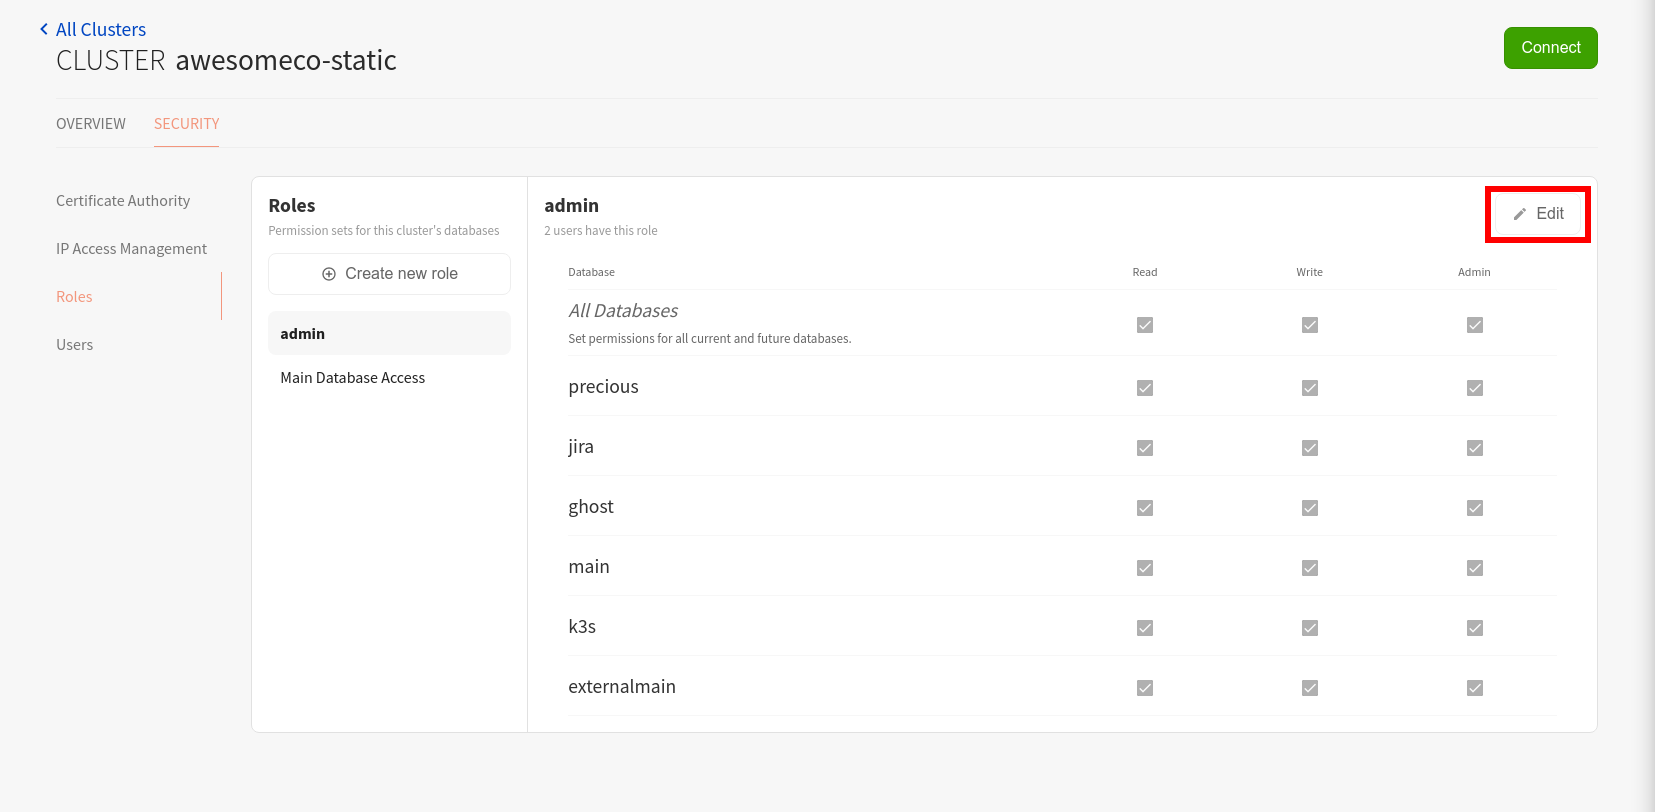 All Clusters
CLUSTER awesomeco-static
Connect
OVERVIEW SECURITY
Certificate Authority
IP Access Management
Roles
Users
Roles
Permission sets for this cluster's databases
Create new role
admin
Main Database Access
admin
2 users have this role
Edit
Database Read Write Admin
All Databases
Set permissions for all current and future databases.
precious
jira
ghost
main
k3s
externalmain